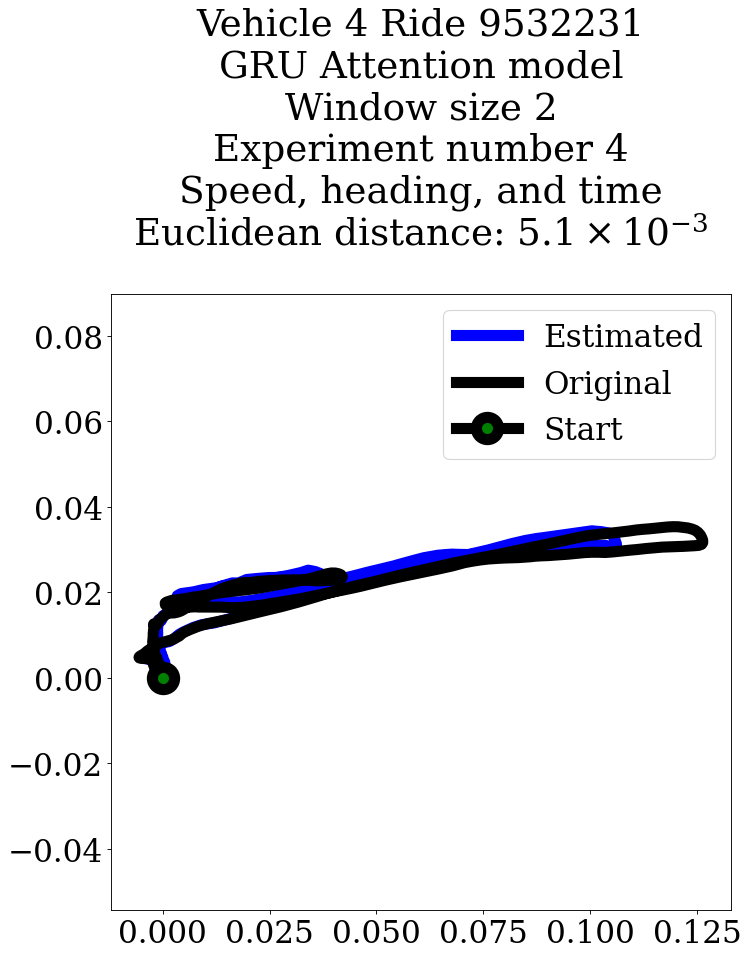 Vehicle 4 Ride 9532231
GRU Attention model
Window size 2
Experiment number 4
Speed, heading, and time
Euclidean distance: 5.1 × 10⁻³
Estimated
Original
Start
0.08
0.06
0.04
0.02
0.00
−0.02
−0.04
0.000 0.025 0.050 0.075 0.100 0.125